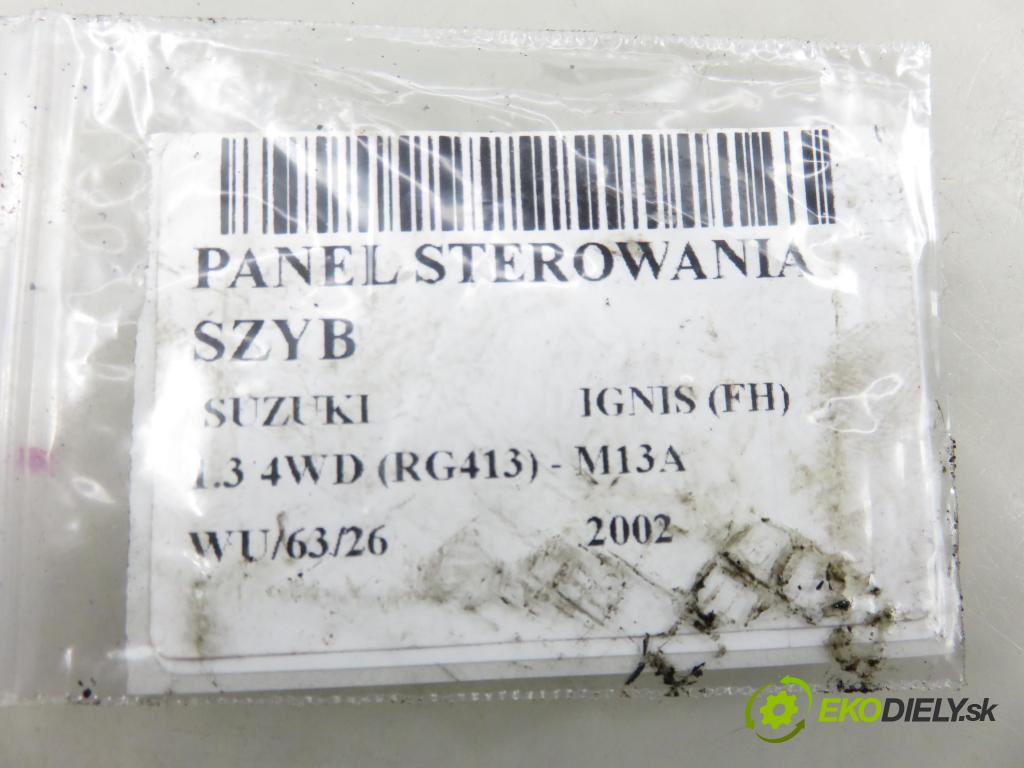 PANEL STEROWANIA
SZYB
SUZUKI IGNIS (FH)
1.3 4WD (RG413) - M13A
WU/63/26 2002
EKODIELY.sk